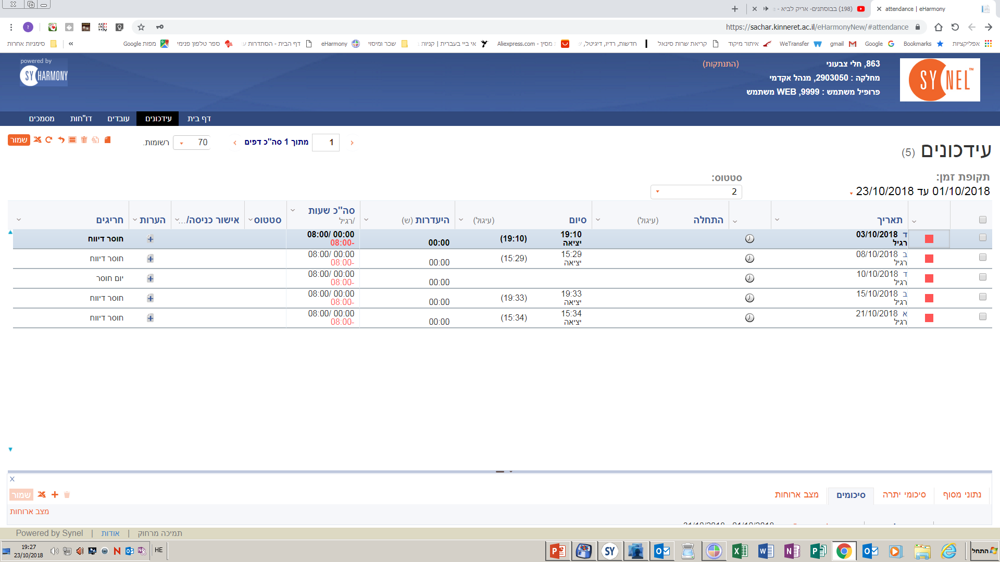 attendance | eHarmony
(198) בבוסתנים- אריק לביא -
https://sachar.kinneret.ac.il/eHarmonyNew/#attendance
אפליקציות
Bookmarks
Google
gmail
WeTransfer
איתור מיקוד
קריאת שרות סינאל
חדשות, רדיו, דיגיטל,
Aliexpress.com - מסין
אי ביי בעברית | קניות
שכר ומיסוי
eHarmony
דף הבית - הסתדרות
ספר טלפון פנימי
מפות Google
»
סימניות אחרות
SYNEL™
863, חלי צבעוני
(התנתקות)
מחלקה : 2903050, מנהל אקדמי
פרופיל משתמש : 9999, WEB משתמש
powered by
SY HARMONY
דף בית
עידכונים
עובדים
דו"חות
מסמכים
עידכונים (5)
1 מתוך 1 סה"כ דפים
70 רשומות.
שמור
תקופת זמן:
01/10/2018 עד 23/10/2018
סטטוס:
2
תאריך
התחלה (עיגול)
סיום (עיגול)
היעדרות (ש)
סה"כ שעות
/רגיל
סטטוס
אישור כניסה/...
הערות
חריגים
ד 03/10/2018 19:10 (19:10) 00:00 00:00 /08:00 חוסר דיווח
רגיל יציאה -08:00
ב 08/10/2018 15:29 (15:29) 00:00 00:00 /08:00 חוסר דיווח
רגיל יציאה -08:00
ד 10/10/2018 00:00 00:00 /08:00 יום חוסר
רגיל -08:00
ב 15/10/2018 19:33 (19:33) 00:00 00:00 /08:00 חוסר דיווח
רגיל יציאה -08:00
א 21/10/2018 15:34 (15:34) 00:00 00:00 /08:00 חוסר דיווח
רגיל יציאה -08:00
X
נתוני מסוף
סיכומי יתרה
סיכומים
מצב ארוחות
שמור
מצב ארוחות
Powered by Synel | אודות | תמיכה מרחוק
התחל
HE
19:27
23/10/2018